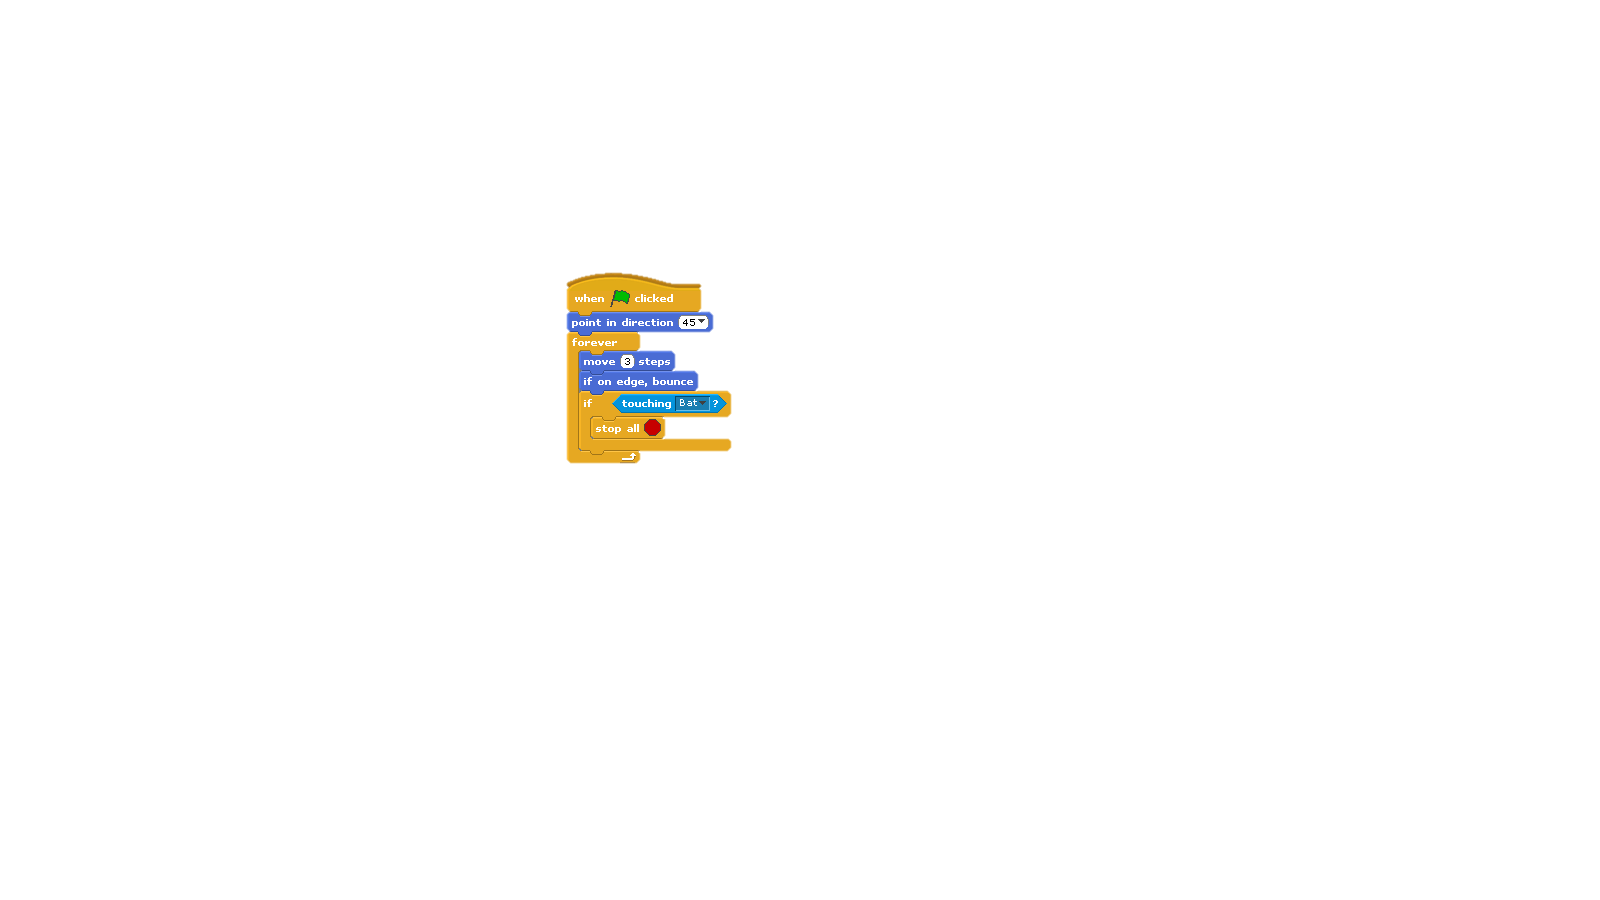 when clicked
point in direction 45
forever
move 3 steps
if on edge, bounce
if touching Bat ?
stop all